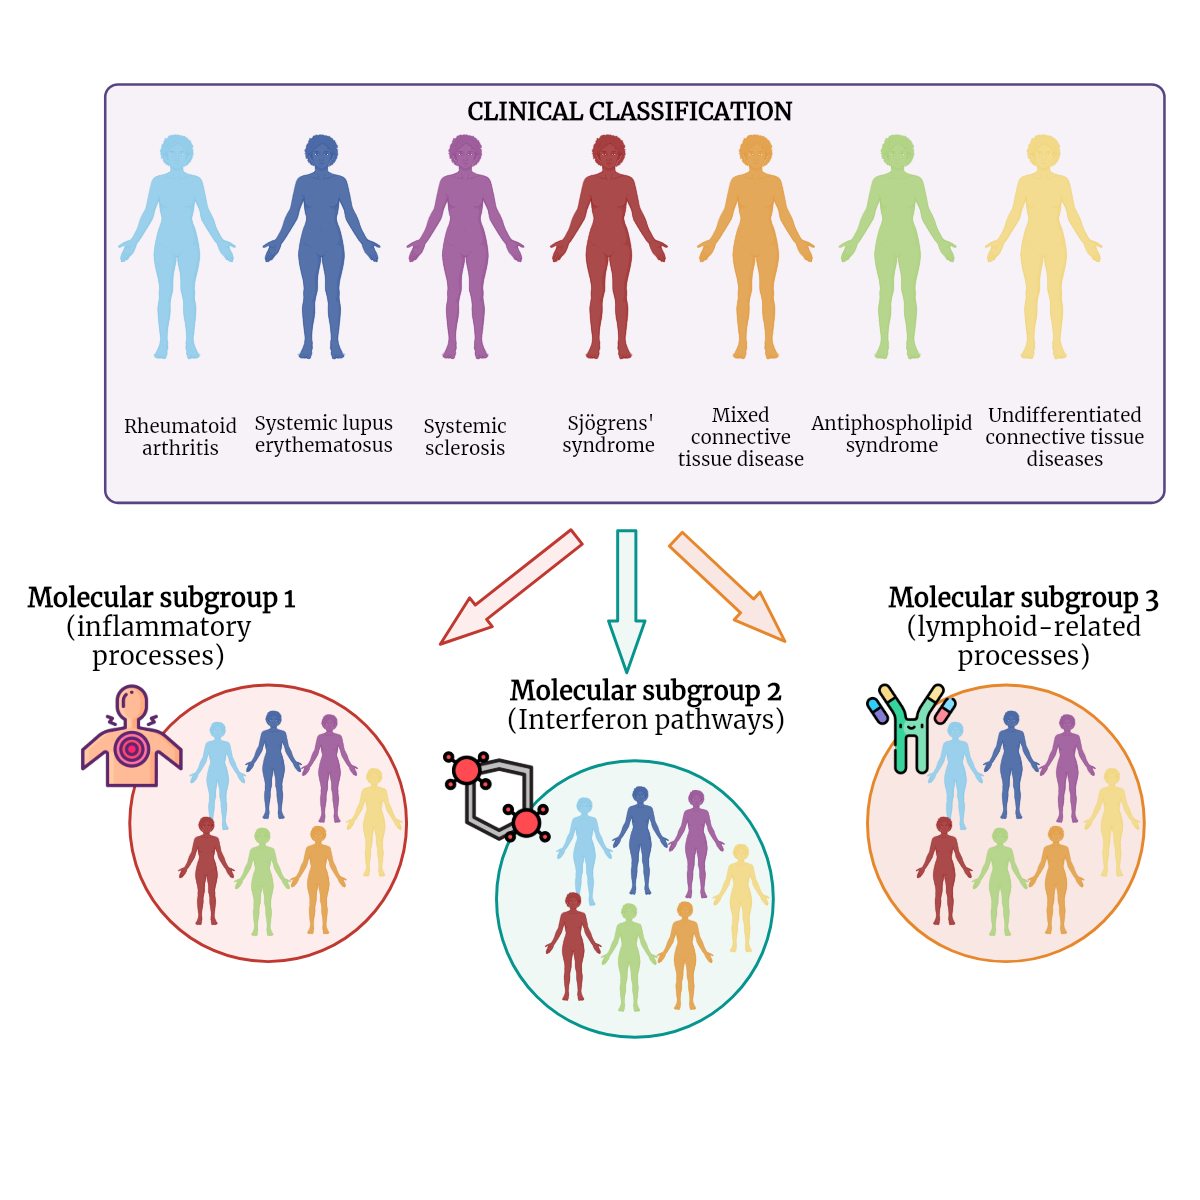 CLINICAL CLASSIFICATION
Rheumatoid
arthritis
Systemic lupus
erythematosus
Systemic
sclerosis
Sjögrens'
syndrome
Mixed
connective
tissue disease
Antiphospholipid
syndrome
Undifferentiated
connective tissue
diseases
Molecular subgroup 1
(inflammatory
processes)
Molecular subgroup 2
(Interferon pathways)
Molecular subgroup 3
(lymphoid-related
processes)